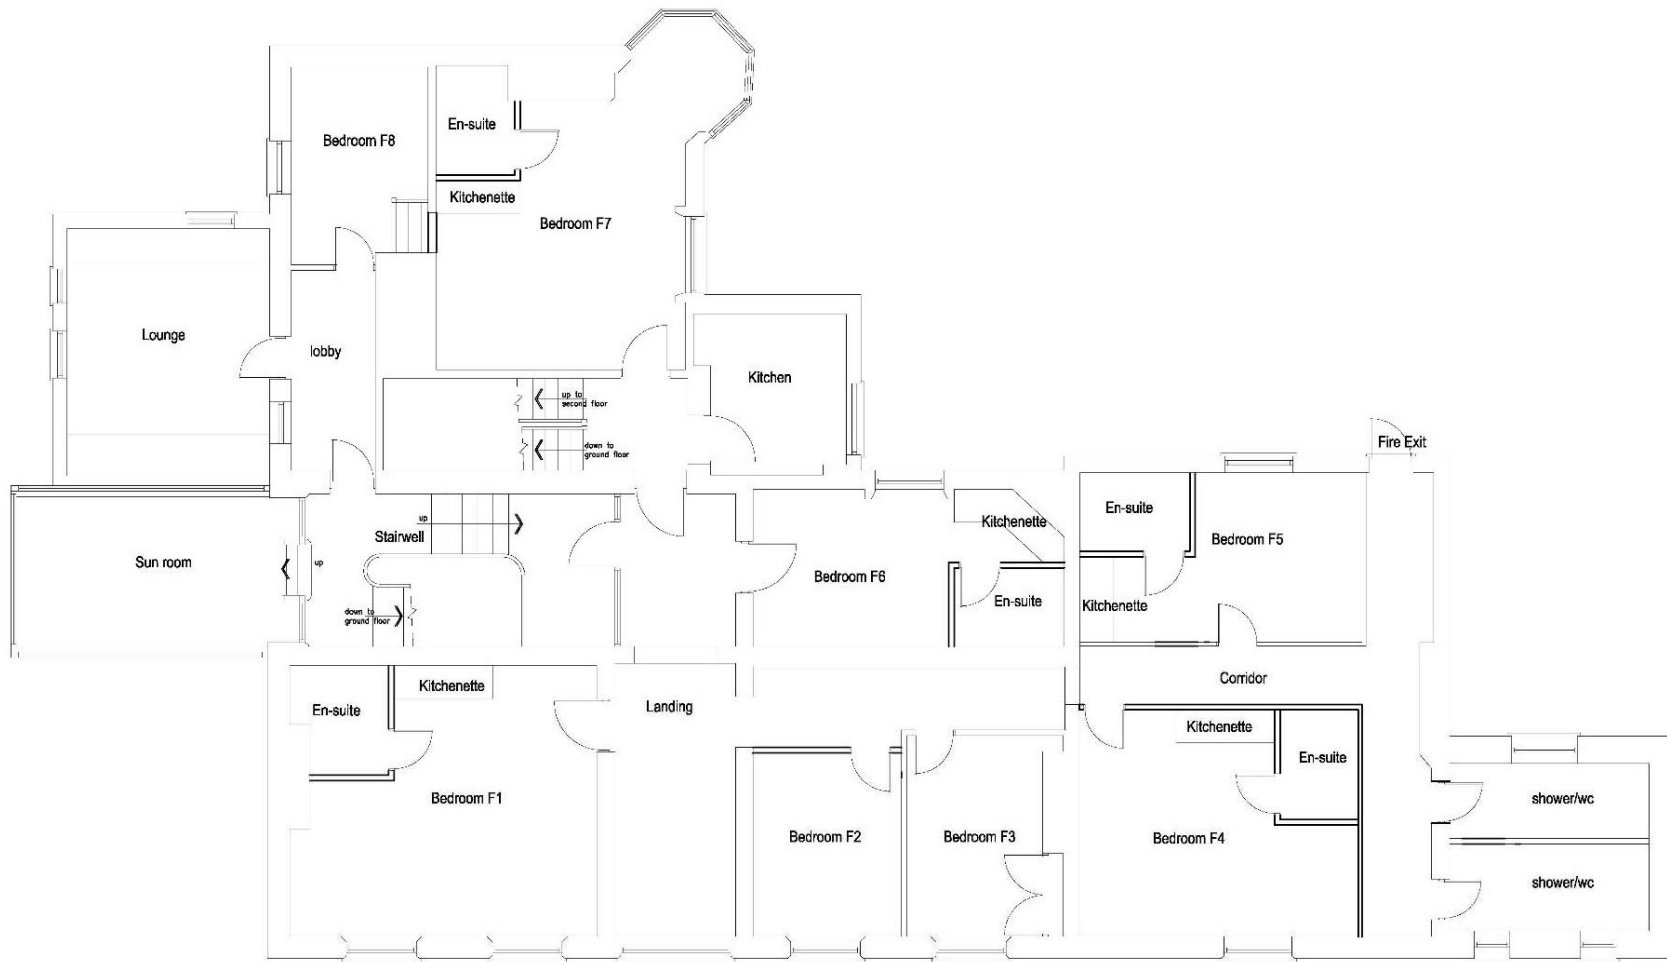 En-suite
Bedroom F8
Kitchenette
Bedroom F7
Lounge
lobby
Kitchen
up to
second floor
down to
ground floor
Fire Exit
En-suite
Kitchenette
up
Stairwell
Bedroom F5
Sun room
up
Bedroom F6
En-suite
Kitchenette
down to
ground floor
Corridor
Kitchenette
En-suite
Landing
Kitchenette
En-suite
Bedroom F1
shower/wc
Bedroom F2
Bedroom F3
Bedroom F4
shower/wc